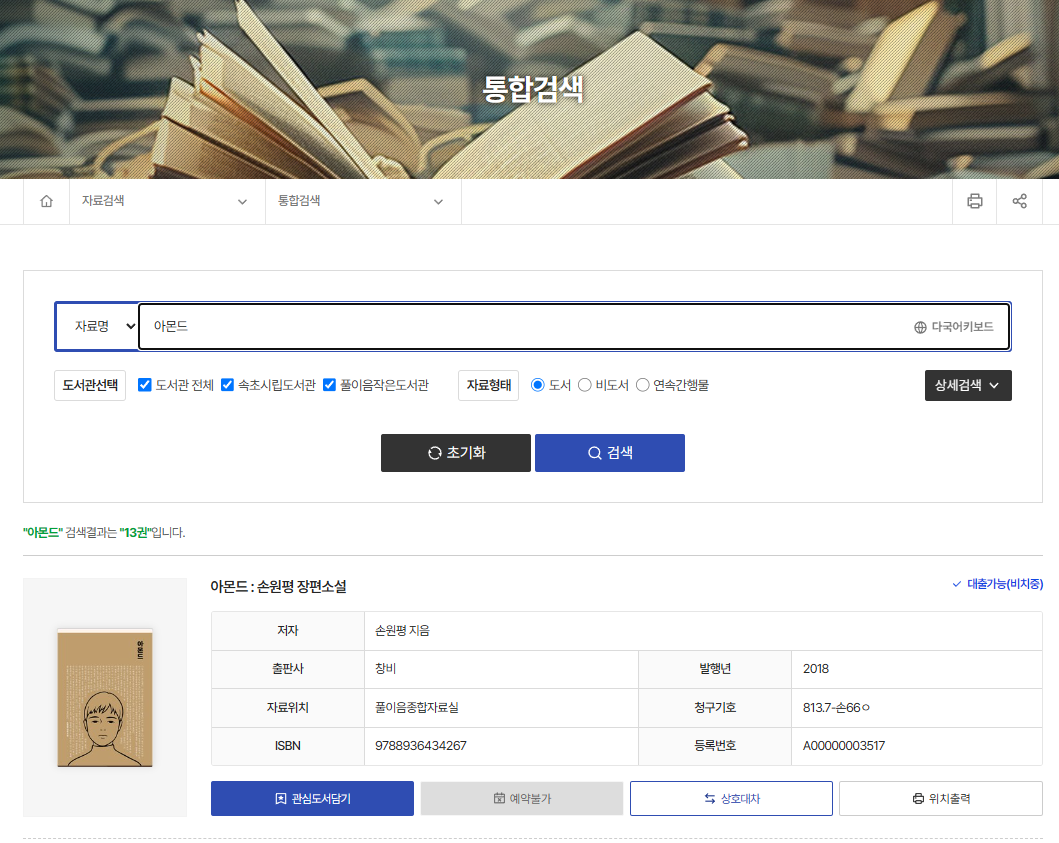 통합검색
자료검색 통합검색
자료명 아몬드 다국어키보드
도서관선택 도서관 전체 속초시립도서관 풀이음작은도서관 자료형태 도서 비도서 연속간행물 상세검색
초기화 검색
"아몬드" 검색결과는 "13권"입니다.
아몬드 : 손원평 장편소설 대출가능(비치중)
아몬드
저자 손원평 지음
출판사 창비 발행년 2018
자료위치 풀이음종합자료실 청구기호 813.7-손66ㅇ
ISBN 9788936434267 등록번호 A00000003517
관심도서담기 예약불가 상호대차 위치출력